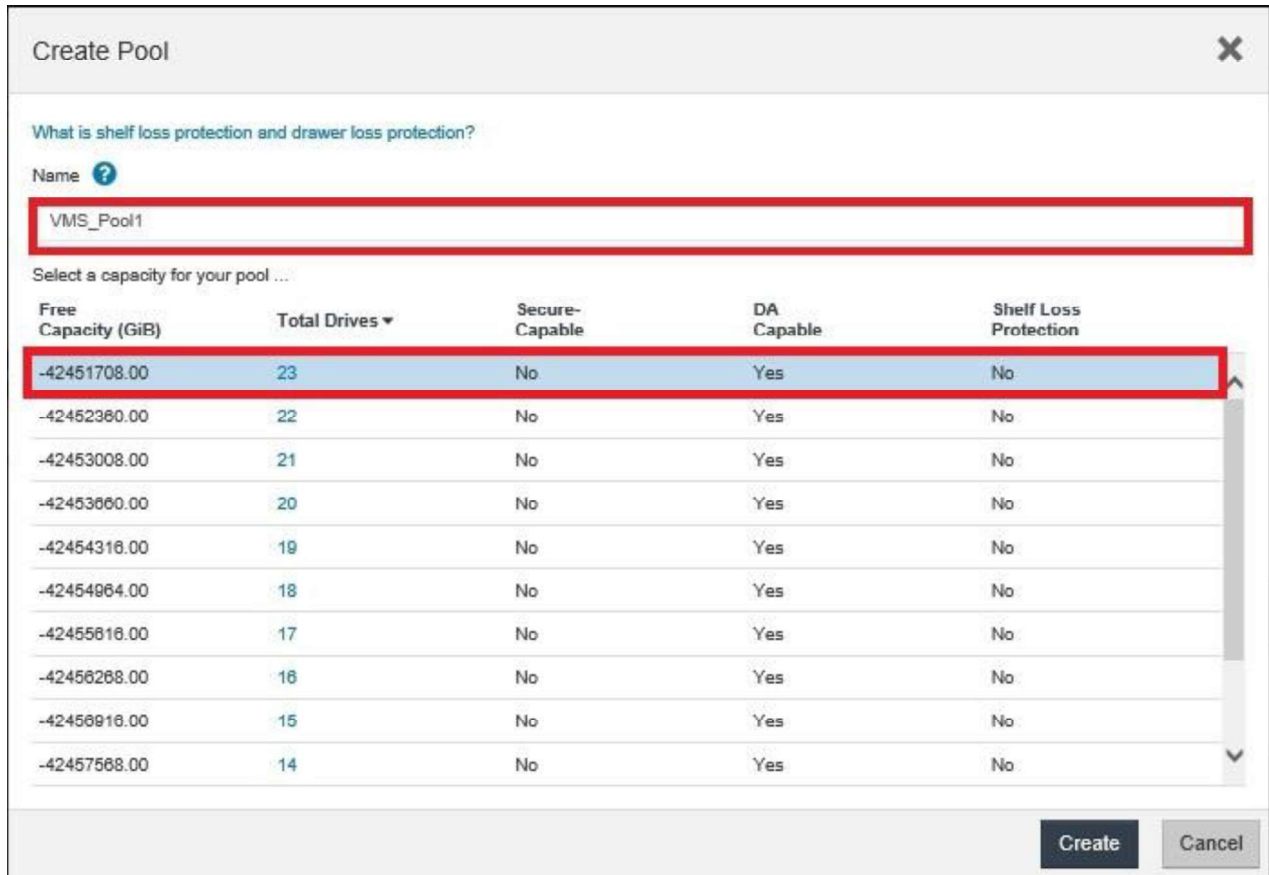 Create Pool
What is shelf loss protection and drawer loss protection?
Name ?
VMS_Pool1
Select a capacity for your pool ...
Free Capacity (GiB) Total Drives Secure-Capable DA Capable Shelf Loss Protection
-42451708.00 23 No Yes No
-42452360.00 22 No Yes No
-42453008.00 21 No Yes No
-42453660.00 20 No Yes No
-42454316.00 19 No Yes No
-42454964.00 18 No Yes No
-42455616.00 17 No Yes No
-42456268.00 16 No Yes No
-42456916.00 15 No Yes No
-42457568.00 14 No Yes No
Create Cancel